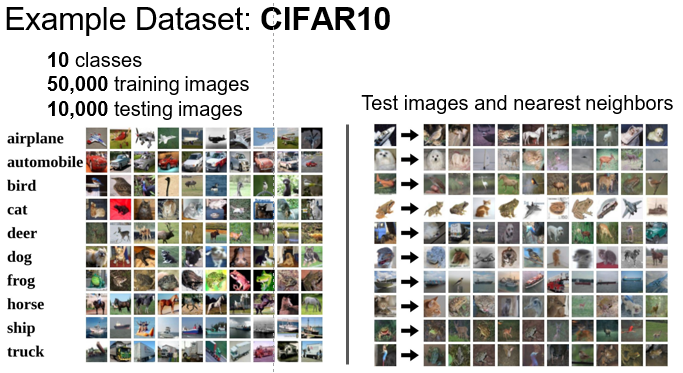 Example Dataset: CIFAR10
10 classes
50,000 training images
10,000 testing images
Test images and nearest neighbors
airplane
automobile
bird
cat
deer
dog
frog
horse
ship
truck